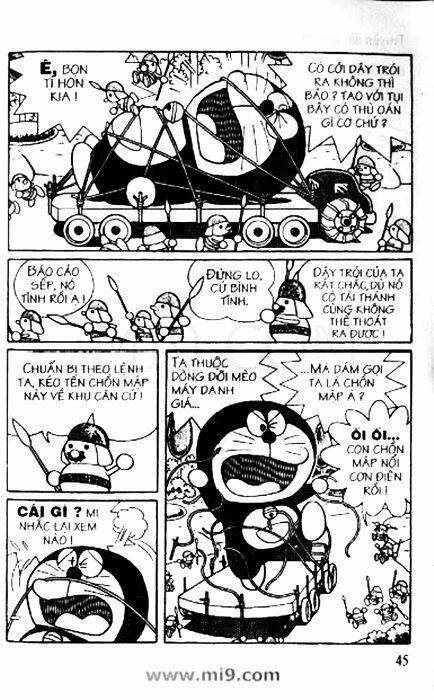 Ê, BỌN
TÍ HON
KIA !
CÓ CỞI DÂY TRÓI
RA KHÔNG THÌ
BẢO ? TAO VỚI TỤI
BÂY CÓ THÙ OÁN
GÌ CƠ CHỨ ?
BÁO CÁO
SẾP, NÓ
TỈNH RỒI Ạ !
ĐỪNG LO,
CỨ BÌNH
TĨNH.
DÂY TRÓI CỦA TA
RẤT CHẮC, DÙ NÓ
CÓ TÀI THÁNH
CŨNG KHÔNG
THỂ THOÁT
RA ĐƯỢC !
CHUẨN BỊ THEO LỆNH
TA, KÉO TÊN CHỒN MẬP
NÀY VỀ KHU CĂN CỨ !
CÁI GÌ ? MI
NHẮC LẠI XEM
NÀO !
TA THUỘC
DÒNG DÕI MÈO
MÁY DANH
GIÁ...
...MÀ DÁM GỌI
TA LÀ CHỒN
MẬP À ?
ỐI ỐI...
CON CHỒN
MẬP NỔI
CƠN ĐIÊN
RỒI !
45
www.mi9.com